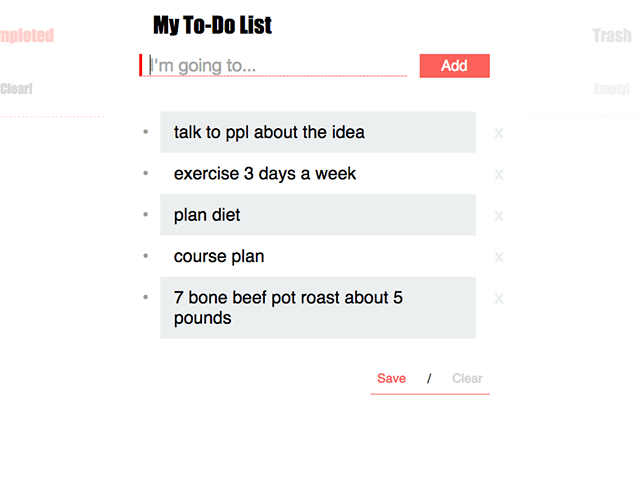 mpleted
My To-Do List
Trash
I'm going to...
Add
Clear!
Empty!
talk to ppl about the idea
x
exercise 3 days a week
x
plan diet
x
course plan
x
7 bone beef pot roast about 5
pounds
x
Save / Clear